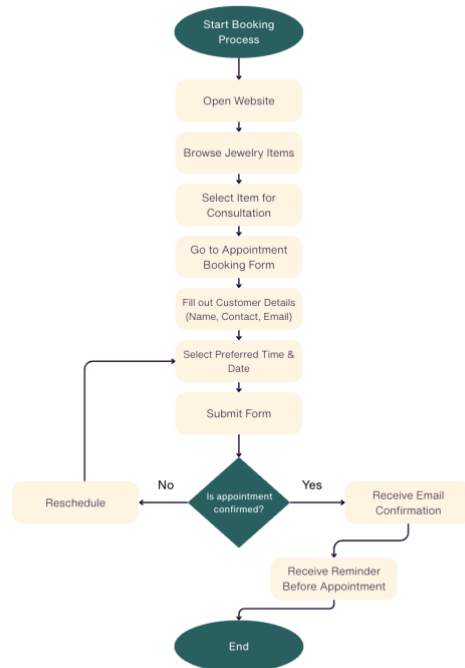 Start Booking
Process
Open Website
Browse Jewelry Items
Select Item for
Consultation
Go to Appointment
Booking Form
Fill out Customer Details
(Name, Contact, Email)
Select Preferred Time &
Date
Submit Form
Is appointment
confirmed?
No
Yes
Reschedule
Receive Email
Confirmation
Receive Reminder
Before Appointment
End